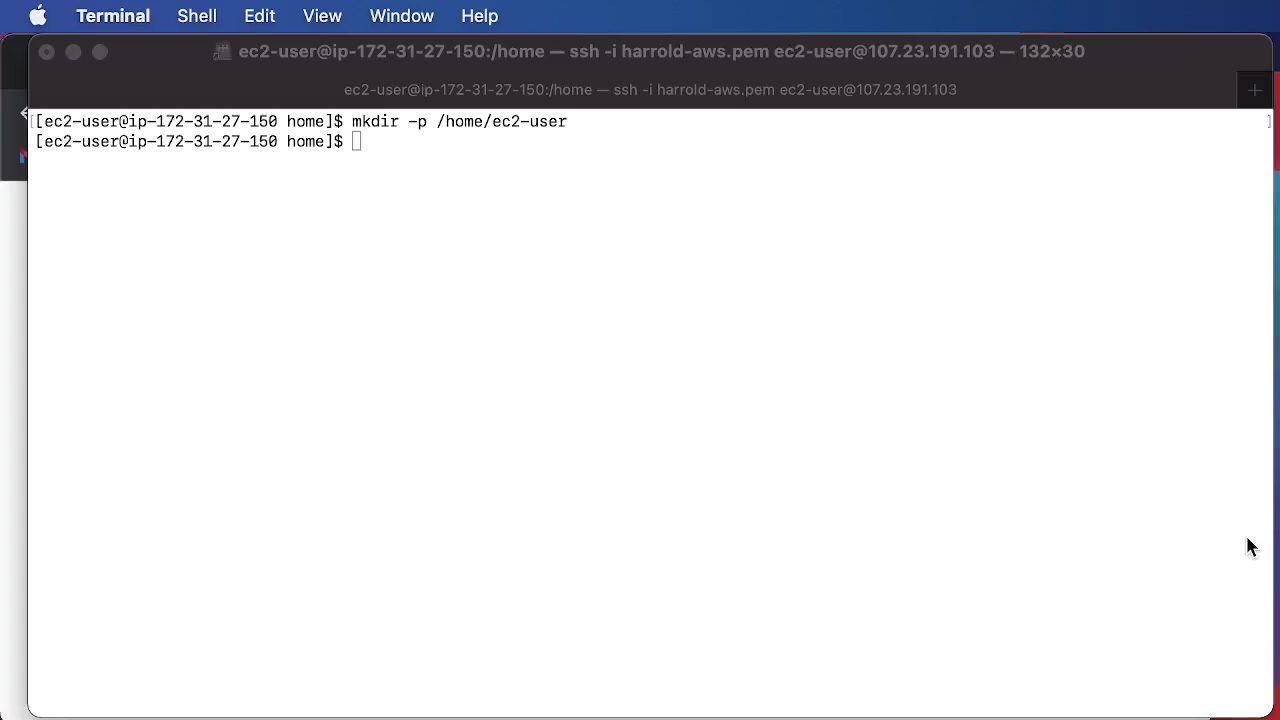 Terminal Shell Edit View Window Help
ec2-user@ip-172-31-27-150:/home — ssh -i harrold-aws.pem ec2-user@107.23.191.103 — 132×30
ec2-user@ip-172-31-27-150:/home — ssh -i harrold-aws.pem ec2-user@107.23.191.103 +
[[ec2-user@ip-172-31-27-150 home]$ mkdir -p /home/ec2-user ]
[ec2-user@ip-172-31-27-150 home]$